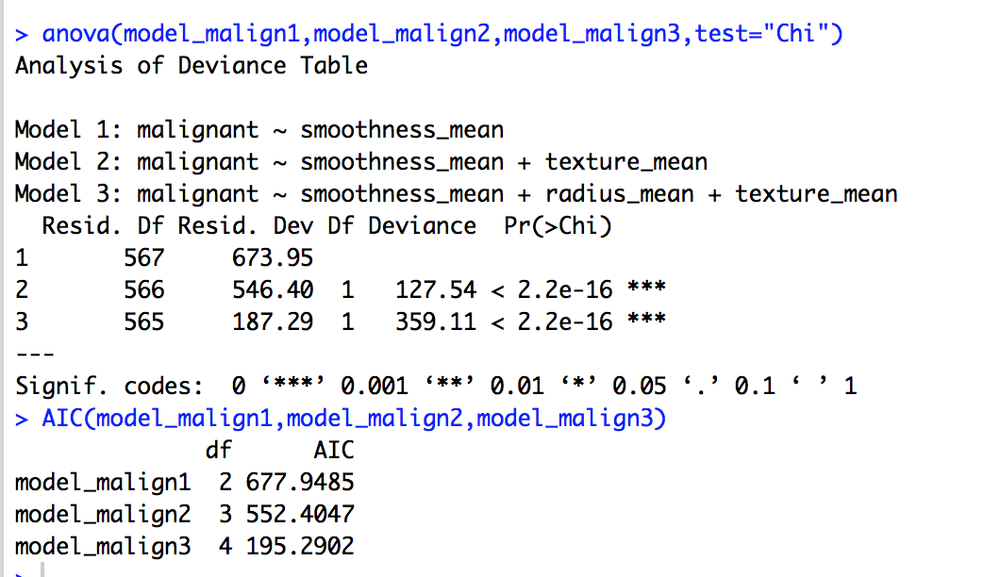 > anova(model_malign1,model_malign2,model_malign3,test="Chi")
Analysis of Deviance Table
Model 1: malignant ~ smoothness_mean
Model 2: malignant ~ smoothness_mean + texture_mean
Model 3: malignant ~ smoothness_mean + radius_mean + texture_mean
  Resid. Df Resid. Dev Df Deviance  Pr(>Chi)
1       567     673.95
2       566     546.40  1   127.54 < 2.2e-16 ***
3       565     187.29  1   359.11 < 2.2e-16 ***
---
Signif. codes:  0 ‘***’ 0.001 ‘**’ 0.01 ‘*’ 0.05 ‘.’ 0.1 ‘ ’ 1
> AIC(model_malign1,model_malign2,model_malign3)
              df      AIC
model_malign1  2 677.9485
model_malign2  3 552.4047
model_malign3  4 195.2902
>